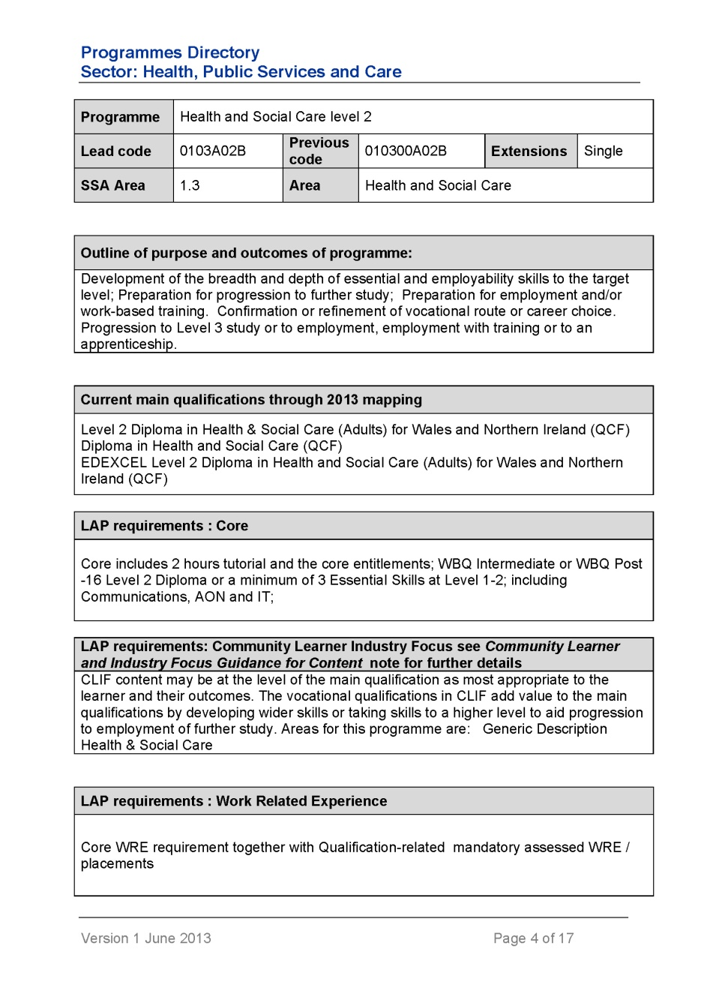 Programmes Directory
Sector: Health, Public Services and Care
Programme Health and Social Care level 2
Lead code 0103A02B Previous code 010300A02B Extensions Single
SSA Area 1.3 Area Health and Social Care
Outline of purpose and outcomes of programme:
Development of the breadth and depth of essential and employability skills to the target
level; Preparation for progression to further study;  Preparation for employment and/or
work-based training.  Confirmation or refinement of vocational route or career choice.
Progression to Level 3 study or to employment, employment with training or to an
apprenticeship.
Current main qualifications through 2013 mapping
Level 2 Diploma in Health & Social Care (Adults) for Wales and Northern Ireland (QCF)
Diploma in Health and Social Care (QCF)
EDEXCEL Level 2 Diploma in Health and Social Care (Adults) for Wales and Northern
Ireland (QCF)
LAP requirements : Core
Core includes 2 hours tutorial and the core entitlements; WBQ Intermediate or WBQ Post
-16 Level 2 Diploma or a minimum of 3 Essential Skills at Level 1-2; including
Communications, AON and IT;
LAP requirements: Community Learner Industry Focus see Community Learner
and Industry Focus Guidance for Content  note for further details
CLIF content may be at the level of the main qualification as most appropriate to the
learner and their outcomes. The vocational qualifications in CLIF add value to the main
qualifications by developing wider skills or taking skills to a higher level to aid progression
to employment of further study. Areas for this programme are:   Generic Description
Health & Social Care
LAP requirements : Work Related Experience
Core WRE requirement together with Qualification-related  mandatory assessed WRE /
placements
Version 1 June 2013 Page 4 of 17